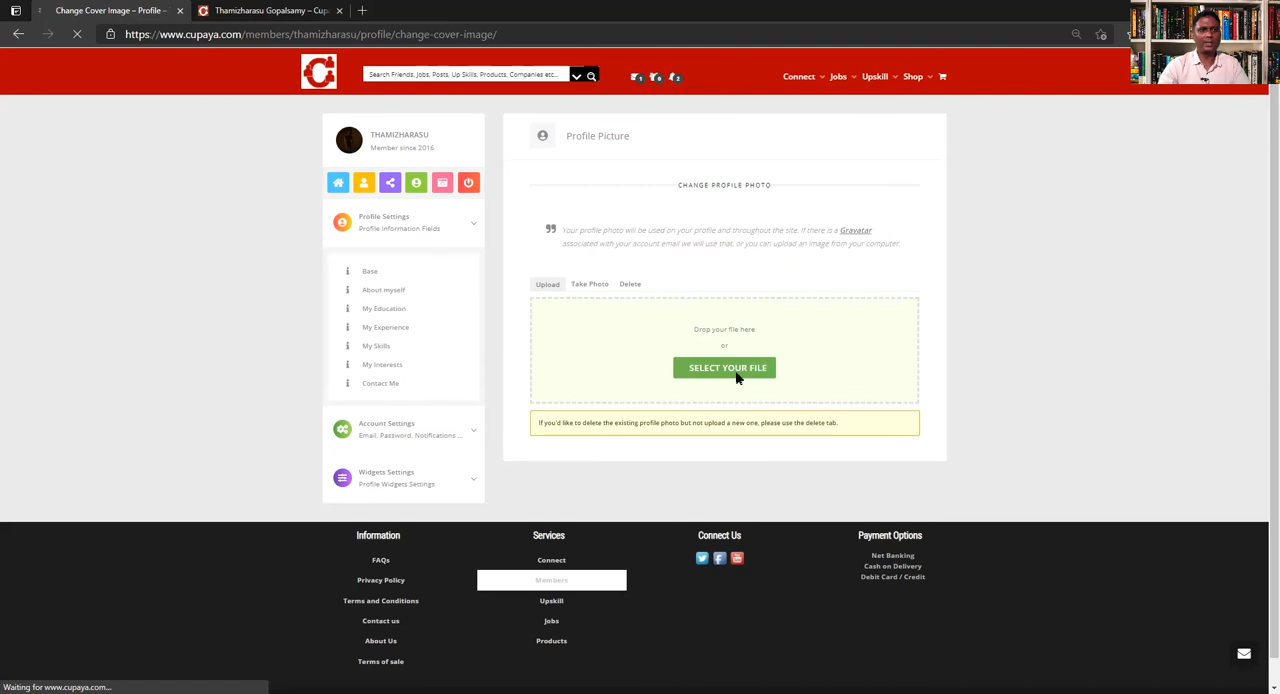 Change Cover Image – Profile –
Thamizharasu Gopalsamy – Cup
https://www.cupaya.com/members/thamizharasu/profile/change-cover-image/
Search Friends, Jobs, Posts, Up Skills, Products, Companies etc...
Connect
Jobs
Upskill
Shop
THAMIZHARASU
Member since 2016
Profile Settings
Profile Information Fields
Base
About myself
My Education
My Experience
My Skills
My Interests
Contact Me
Account Settings
Email, Password, Notifications ...
Widgets Settings
Profile Widgets Settings
Profile Picture
CHANGE PROFILE PHOTO
Your profile photo will be used on your profile and throughout the site. If there is a Gravatar
associated with your account email we will use that, or you can upload an image from your computer.
Upload Take Photo Delete
Drop your file here
or
SELECT YOUR FILE
If you'd like to delete the existing profile photo but not upload a new one, please use the delete tab.
Information
FAQs
Privacy Policy
Terms and Conditions
Contact us
About Us
Terms of sale
Services
Connect
Members
Upskill
Jobs
Products
Connect Us
Payment Options
Net Banking
Cash on Delivery
Debit Card / Credit
Waiting for www.cupaya.com...